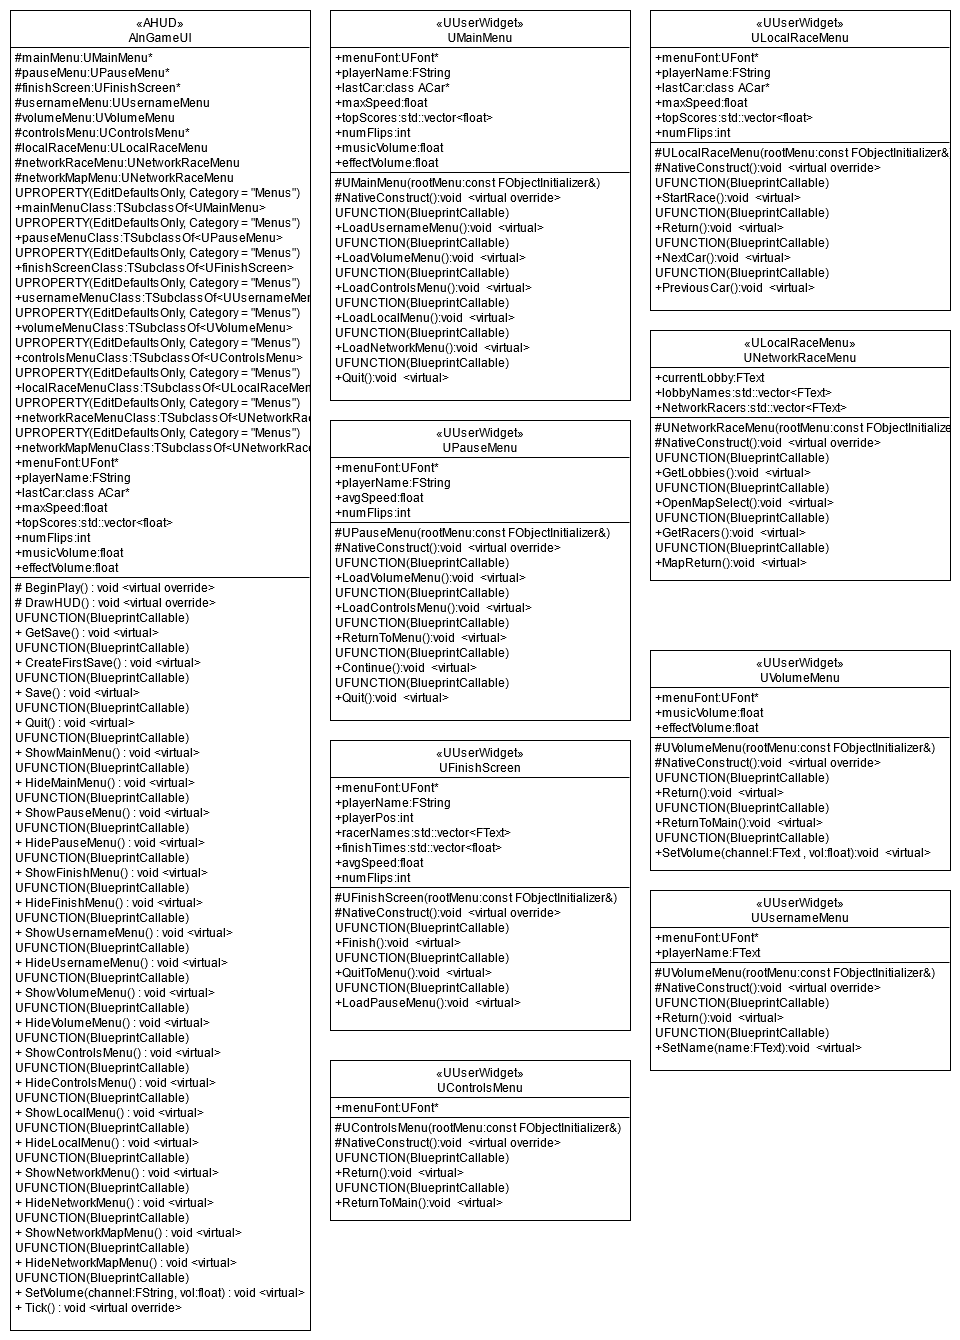 «AHUD»
AInGameUI
#mainMenu:UMainMenu*
#pauseMenu:UPauseMenu*
#finishScreen:UFinishScreen*
#usernameMenu:UUsernameMenu
#volumeMenu:UVolumeMenu
#controlsMenu:UControlsMenu*
#localRaceMenu:ULocalRaceMenu
#networkRaceMenu:UNetworkRaceMenu
#networkMapMenu:UNetworkRaceMenu
UPROPERTY(EditDefaultsOnly, Category = "Menus")
+mainMenuClass:TSubclassOf<UMainMenu>
UPROPERTY(EditDefaultsOnly, Category = "Menus")
+pauseMenuClass:TSubclassOf<UPauseMenu>
UPROPERTY(EditDefaultsOnly, Category = "Menus")
+finishScreenClass:TSubclassOf<UFinishScreen>
UPROPERTY(EditDefaultsOnly, Category = "Menus")
+usernameMenuClass:TSubclassOf<UUsernameMer
UPROPERTY(EditDefaultsOnly, Category = "Menus")
+volumeMenuClass:TSubclassOf<UVolumeMenu>
UPROPERTY(EditDefaultsOnly, Category = "Menus")
+controlsMenuClass:TSubclassOf<UControlsMenu>
UPROPERTY(EditDefaultsOnly, Category = "Menus")
+localRaceMenuClass:TSubclassOf<ULocalRaceMen
UPROPERTY(EditDefaultsOnly, Category = "Menus")
+networkRaceMenuClass:TSubclassOf<UNetworkRac
UPROPERTY(EditDefaultsOnly, Category = "Menus")
+networkMapMenuClass:TSubclassOf<UNetworkRace
+menuFont:UFont*
+playerName:FString
+lastCar:class ACar*
+maxSpeed:float
+topScores:std::vector<float>
+numFlips:int
+musicVolume:float
+effectVolume:float
# BeginPlay() : void <virtual override>
# DrawHUD() : void <virtual override>
UFUNCTION(BlueprintCallable)
+ GetSave() : void <virtual>
UFUNCTION(BlueprintCallable)
+ CreateFirstSave() : void <virtual>
UFUNCTION(BlueprintCallable)
+ Save() : void <virtual>
UFUNCTION(BlueprintCallable)
+ Quit() : void <virtual>
UFUNCTION(BlueprintCallable)
+ ShowMainMenu() : void <virtual>
UFUNCTION(BlueprintCallable)
+ HideMainMenu() : void <virtual>
UFUNCTION(BlueprintCallable)
+ ShowPauseMenu() : void <virtual>
UFUNCTION(BlueprintCallable)
+ HidePauseMenu() : void <virtual>
UFUNCTION(BlueprintCallable)
+ ShowFinishMenu() : void <virtual>
UFUNCTION(BlueprintCallable)
+ HideFinishMenu() : void <virtual>
UFUNCTION(BlueprintCallable)
+ ShowUsernameMenu() : void <virtual>
UFUNCTION(BlueprintCallable)
+ HideUsernameMenu() : void <virtual>
UFUNCTION(BlueprintCallable)
+ ShowVolumeMenu() : void <virtual>
UFUNCTION(BlueprintCallable)
+ HideVolumeMenu() : void <virtual>
UFUNCTION(BlueprintCallable)
+ ShowControlsMenu() : void <virtual>
UFUNCTION(BlueprintCallable)
+ HideControlsMenu() : void <virtual>
UFUNCTION(BlueprintCallable)
+ ShowLocalMenu() : void <virtual>
UFUNCTION(BlueprintCallable)
+ HideLocalMenu() : void <virtual>
UFUNCTION(BlueprintCallable)
+ ShowNetworkMenu() : void <virtual>
UFUNCTION(BlueprintCallable)
+ HideNetworkMenu() : void <virtual>
UFUNCTION(BlueprintCallable)
+ ShowNetworkMapMenu() : void <virtual>
UFUNCTION(BlueprintCallable)
+ HideNetworkMapMenu() : void <virtual>
UFUNCTION(BlueprintCallable)
+ SetVolume(channel:FString, vol:float) : void <virtual>
+ Tick() : void <virtual override>
«UUserWidget»
UMainMenu
+menuFont:UFont*
+playerName:FString
+lastCar:class ACar*
+maxSpeed:float
+topScores:std::vector<float>
+numFlips:int
+musicVolume:float
+effectVolume:float
#UMainMenu(rootMenu:const FObjectInitializer&)
#NativeConstruct():void <virtual override>
UFUNCTION(BlueprintCallable)
+LoadUsernameMenu():void <virtual>
UFUNCTION(BlueprintCallable)
+LoadVolumeMenu():void <virtual>
UFUNCTION(BlueprintCallable)
+LoadControlsMenu():void <virtual>
UFUNCTION(BlueprintCallable)
+LoadLocalMenu():void <virtual>
UFUNCTION(BlueprintCallable)
+LoadNetworkMenu():void <virtual>
UFUNCTION(BlueprintCallable)
+Quit():void <virtual>
«UUserWidget»
UPauseMenu
+menuFont:UFont*
+playerName:FString
+avgSpeed:float
+numFlips:int
#UPauseMenu(rootMenu:const FObjectInitializer&)
#NativeConstruct():void <virtual override>
UFUNCTION(BlueprintCallable)
+LoadVolumeMenu():void <virtual>
UFUNCTION(BlueprintCallable)
+LoadControlsMenu():void <virtual>
UFUNCTION(BlueprintCallable)
+ReturnToMenu():void <virtual>
UFUNCTION(BlueprintCallable)
+Continue():void <virtual>
UFUNCTION(BlueprintCallable)
+Quit():void <virtual>
«UUserWidget»
UFinishScreen
+menuFont:UFont*
+playerName:FString
+playerPos:int
+racerNames:std::vector<FText>
+finishTimes:std::vector<float>
+avgSpeed:float
+numFlips:int
#UFinishScreen(rootMenu:const FObjectInitializer&)
#NativeConstruct():void <virtual override>
UFUNCTION(BlueprintCallable)
+Finish():void <virtual>
UFUNCTION(BlueprintCallable)
+QuitToMenu():void <virtual>
UFUNCTION(BlueprintCallable)
+LoadPauseMenu():void <virtual>
«UUserWidget»
UControlsMenu
+menuFont:UFont*
#UControlsMenu(rootMenu:const FObjectInitializer&)
#NativeConstruct():void <virtual override>
UFUNCTION(BlueprintCallable)
+Return():void <virtual>
UFUNCTION(BlueprintCallable)
+ReturnToMain():void <virtual>
«UUserWidget»
ULocalRaceMenu
+menuFont:UFont*
+playerName:FString
+lastCar:class ACar*
+maxSpeed:float
+topScores:std::vector<float>
+numFlips:int
#ULocalRaceMenu(rootMenu:const FObjectInitializer&
#NativeConstruct():void <virtual override>
UFUNCTION(BlueprintCallable)
+StartRace():void <virtual>
UFUNCTION(BlueprintCallable)
+Return():void <virtual>
UFUNCTION(BlueprintCallable)
+NextCar():void <virtual>
UFUNCTION(BlueprintCallable)
+PreviousCar():void <virtual>
«ULocalRaceMenu»
UNetworkRaceMenu
+currentLobby:FText
+lobbyNames:std::vector<FText>
+NetworkRacers:std::vector<FText>
#UNetworkRaceMenu(rootMenu:const FObjectInitialize
#NativeConstruct():void <virtual override>
UFUNCTION(BlueprintCallable)
+GetLobbies():void <virtual>
UFUNCTION(BlueprintCallable)
+OpenMapSelect():void <virtual>
UFUNCTION(BlueprintCallable)
+GetRacers():void <virtual>
UFUNCTION(BlueprintCallable)
+MapReturn():void <virtual>
«UUserWidget»
UVolumeMenu
+menuFont:UFont*
+musicVolume:float
+effectVolume:float
#UVolumeMenu(rootMenu:const FObjectInitializer&)
#NativeConstruct():void <virtual override>
UFUNCTION(BlueprintCallable)
+Return():void <virtual>
UFUNCTION(BlueprintCallable)
+ReturnToMain():void <virtual>
UFUNCTION(BlueprintCallable)
+SetVolume(channel:FText , vol:float):void <virtual>
«UUserWidget»
UUsernameMenu
+menuFont:UFont*
+playerName:FText
#UVolumeMenu(rootMenu:const FObjectInitializer&)
#NativeConstruct():void <virtual override>
UFUNCTION(BlueprintCallable)
+Return():void <virtual>
UFUNCTION(BlueprintCallable)
+SetName(name:FText):void <virtual>